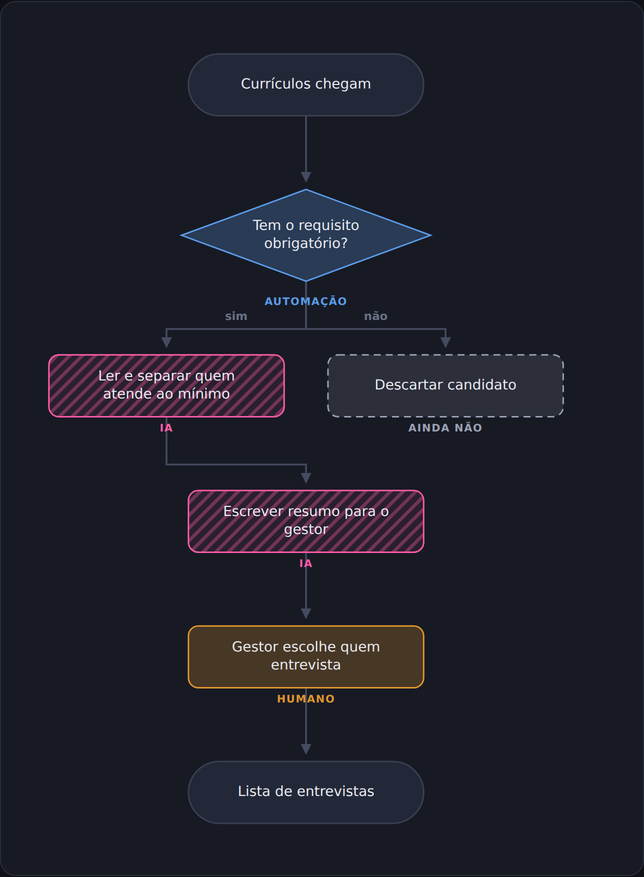 Currículos chegam
Tem o requisito
obrigatório?
AUTOMAÇÃO
sim
não
Ler e separar quem
atende ao mínimo
IA
Descartar candidato
AINDA NÃO
Escrever resumo para o
gestor
IA
Gestor escolhe quem
entrevista
HUMANO
Lista de entrevistas